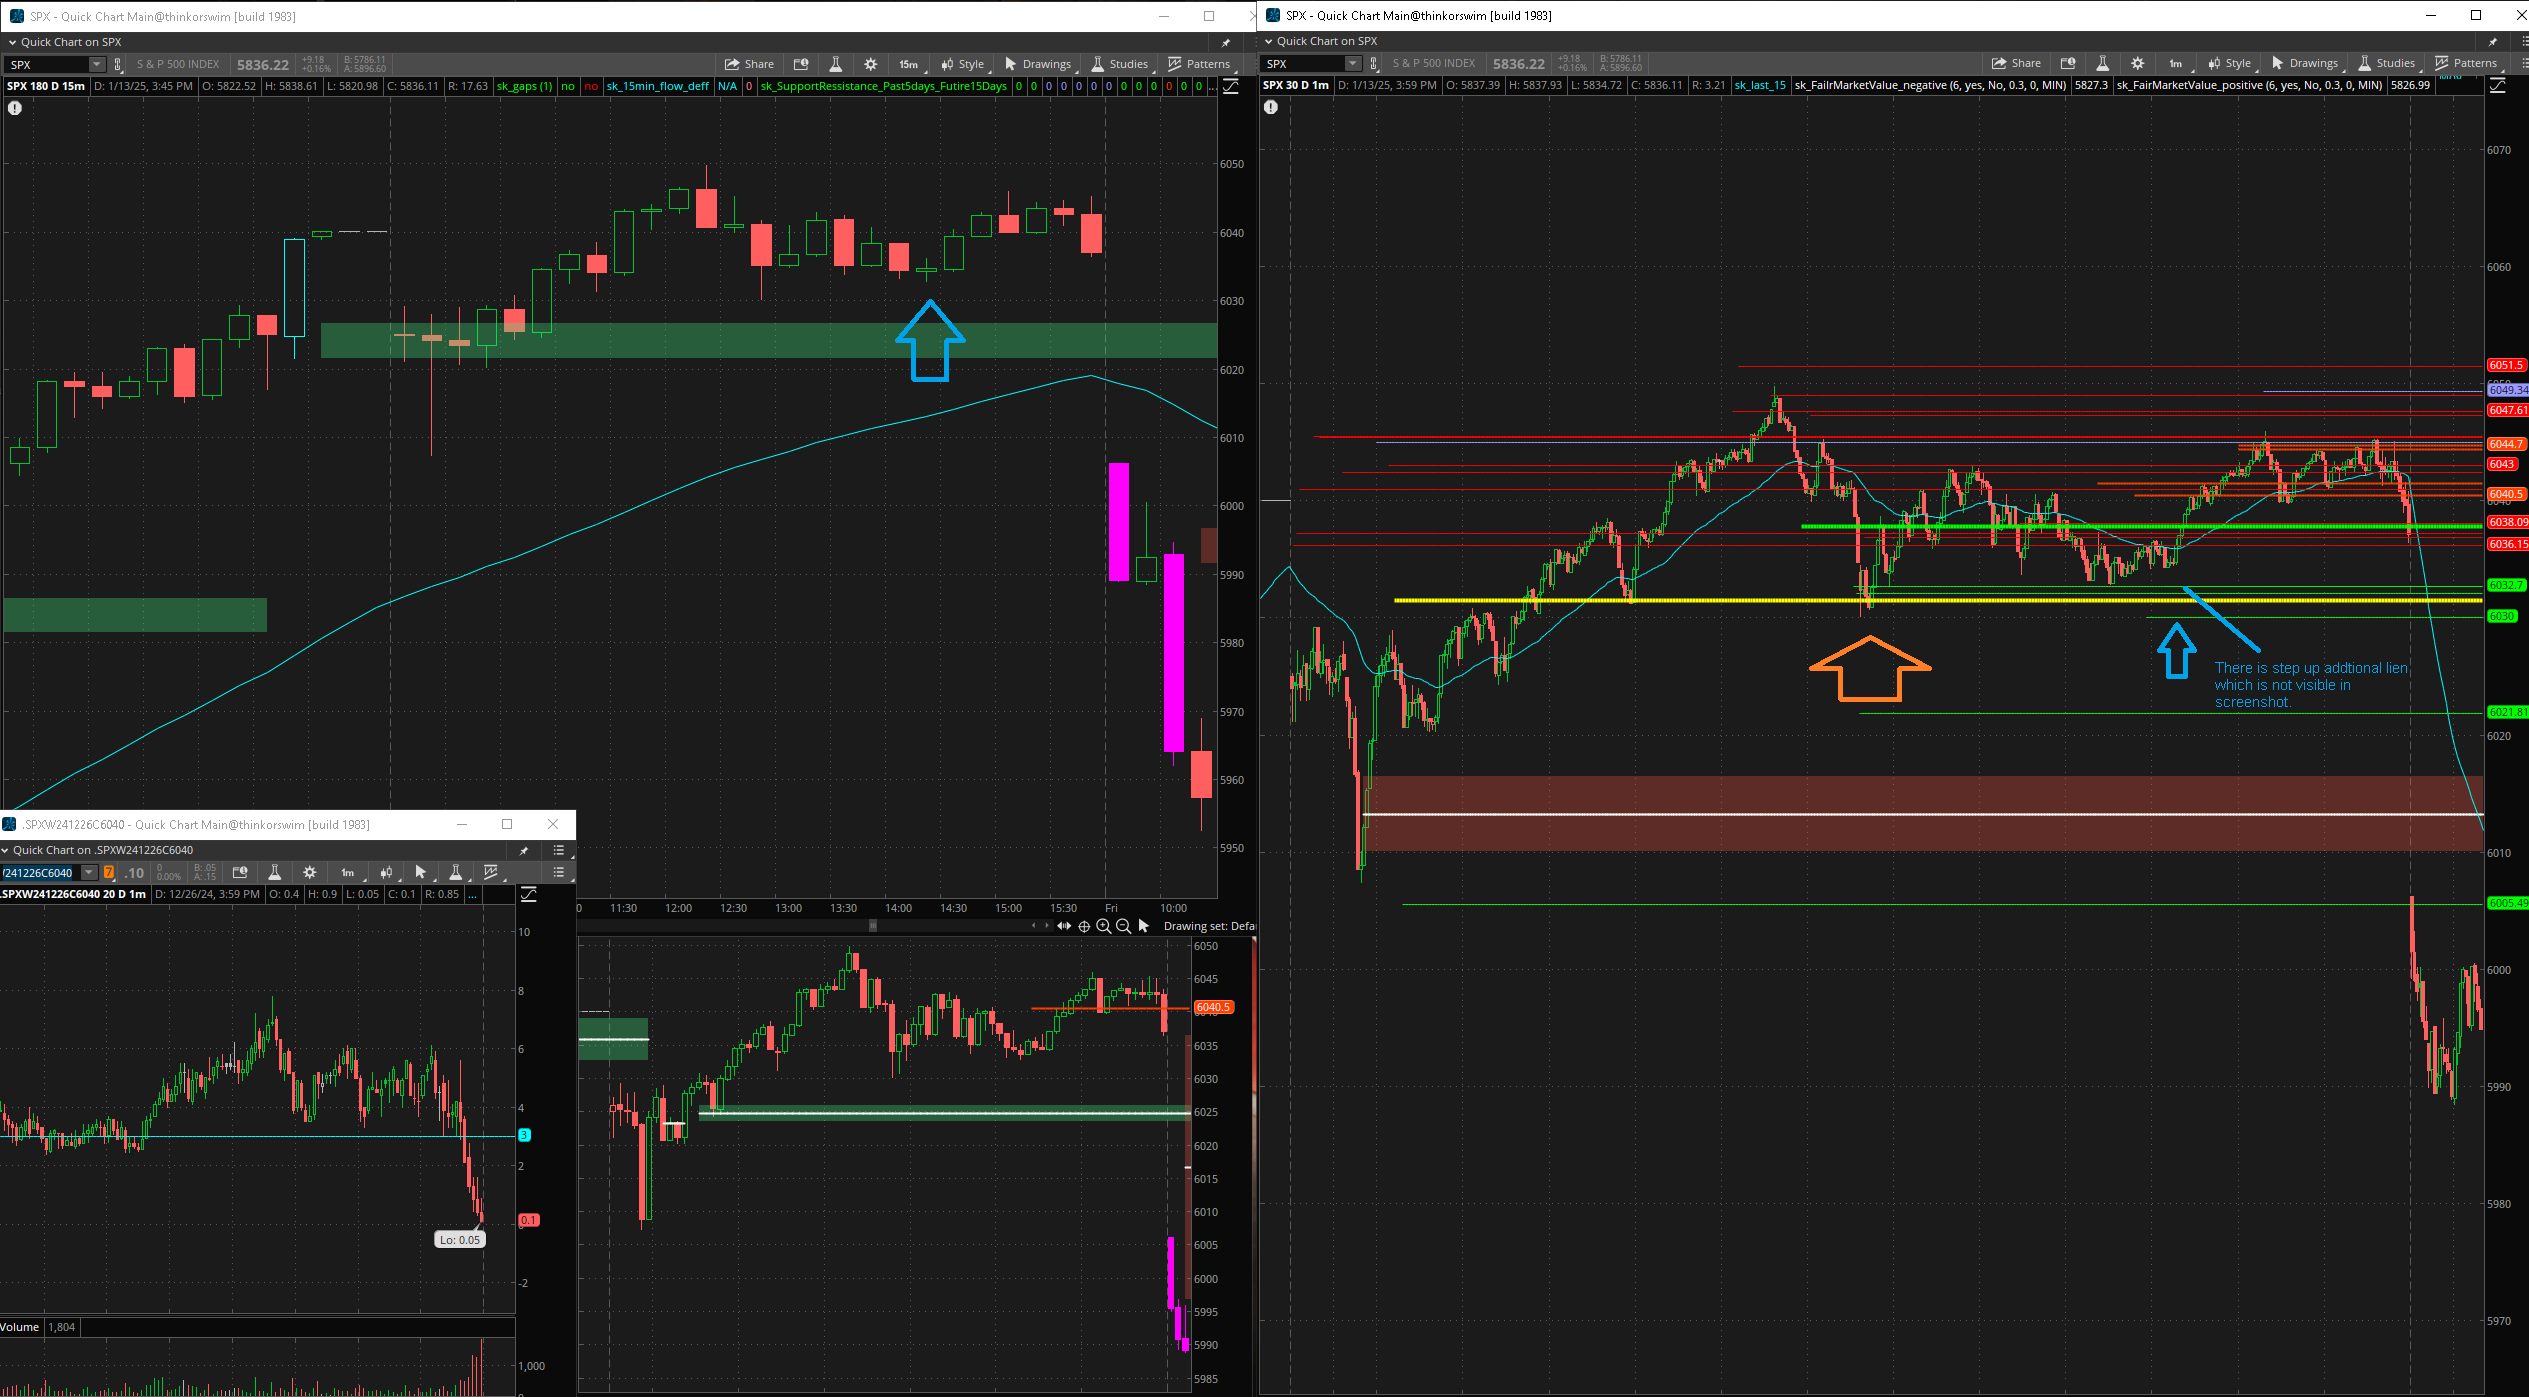 SPX - Quick Chart Main@thinkorswim [build 1983]
Quick Chart on SPX
SPX S & P 500 INDEX 5836.22 +9.18 +0.16% B: 5786.11 A: 5896.60 Share 15m Style Drawings Studies Patterns
SPX 180 D 15m D: 1/13/25, 3:45 PM O: 5822.52 H: 5838.61 L: 5820.98 C: 5836.11 R: 17.63 sk_gaps (1) no no sk_15min_flow_deff N/A 0 sk_SupportRessistance_Past5days_Futire15Days 0 0 0 0 0 0 0 0 0 0 0 0 0 ...
6050
6040
6030
6020
6010
6000
5990
5980
5970
5960
5950
0 11:30 12:00 12:30 13:00 13:30 14:00 14:30 15:00 15:30 Fri 10:00
Drawing set: Defa
.SPXW241226C6040 - Quick Chart Main@thinkorswim [build 1983]
Quick Chart on .SPXW241226C6040
/241226C6040 7 .10 0 0.00% B: .05 A: .15 1m
.SPXW241226C6040 20 D 1m D: 12/26/24, 3:59 PM O: 0.4 H: 0.9 L: 0.05 C: 0.1 R: 0.85 ...
10
8
6
4
3
2
0.1
Lo: 0.05
-2
Volume 1,804
1,000
0
6050
6045
6040.5
6035
6030
6025
6020
6015
6010
6005
6000
5995
5990
5985
SPX - Quick Chart Main@thinkorswim [build 1983]
Quick Chart on SPX
SPX S & P 500 INDEX 5836.22 +9.18 +0.16% B: 5786.11 A: 5896.60 Share 1m Style Drawings Studies Patterns
SPX 30 D 1m D: 1/13/25, 3:59 PM O: 5837.39 H: 5837.93 L: 5834.72 C: 5836.11 R: 3.21 sk_last_15 sk_FailrMarketValue_negative (6, yes, No, 0.3, 0, MIN) 5827.3 sk_FairMarketValue_positive (6, yes, No, 0.3, 0, MIN) 5826.99
6070
6060
6051.5
6049.34
6047.61
6044.7
6043
6040.5
6038.09
6036.15
6032.7
6030
There is step up addtional lien
which is not visible in
screenshot.
6021.81
6020
6010
6005.49
6000
5990
5980
5970